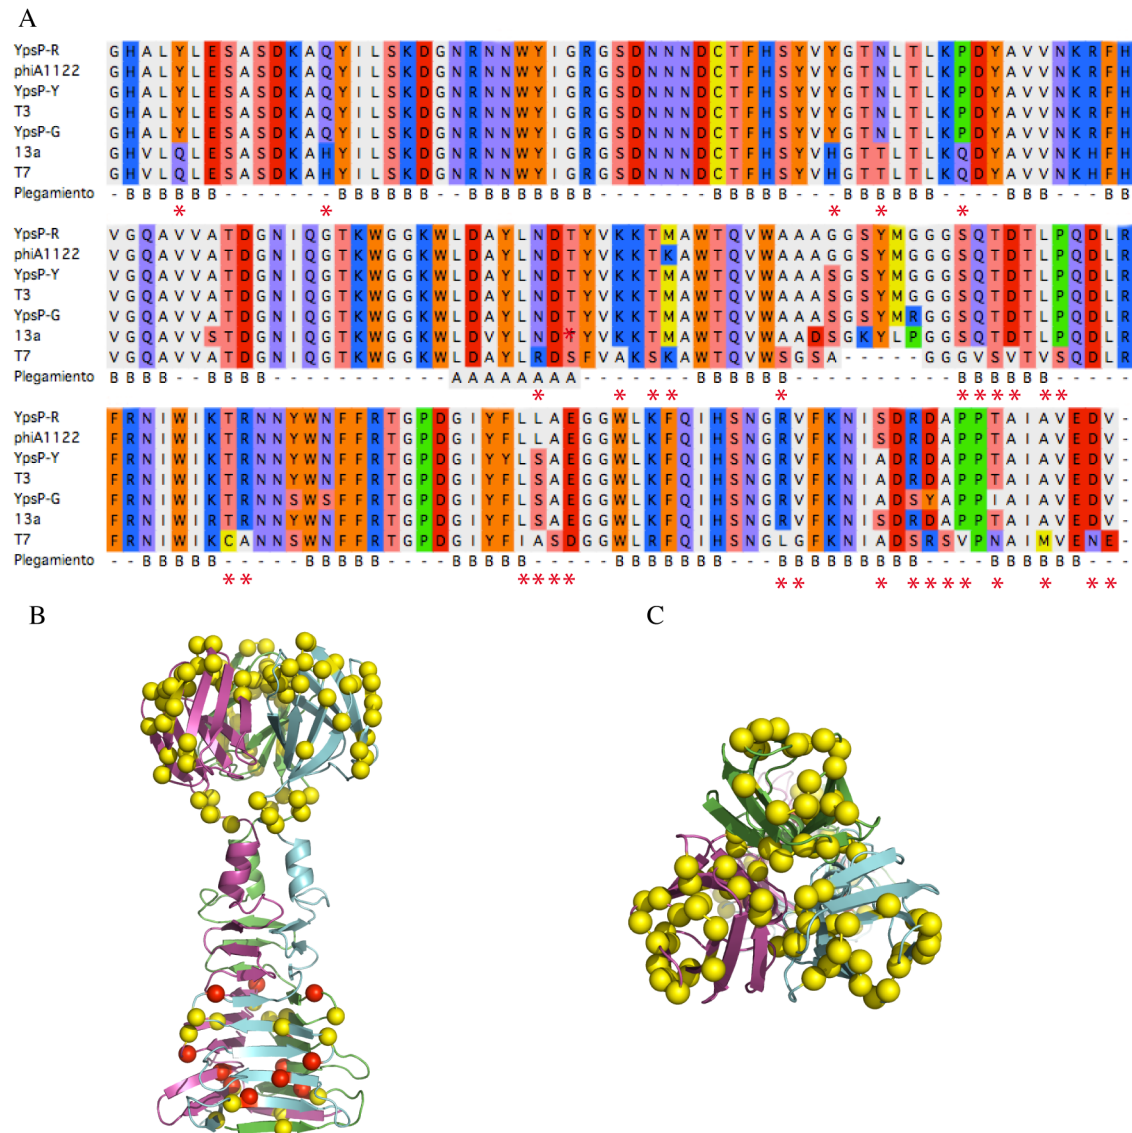 A
YpsP-R G H A L Y L E S A S D K A Q Y I L S K D G N R N N W Y I G R G S D N N N D C T F H S Y V Y G T N L T L K P D Y A V V N K R F H
phiA1122 G H A L Y L E S A S D K A Q Y I L S K D G N R N N W Y I G R G S D N N N D C T F H S Y V Y G T N L T L K P D Y A V V N K R F H
YpsP-Y G H A L Y L E S A S D K A Q Y I L S K D G N R N N W Y I G R G S D N N N D C T F H S Y V Y G T N L T L K P D Y A V V N K R F H
T3 G H A L Y L E S A S D K A Q Y I L S K D G N R N N W Y I G R G S D N N N D C T F H S Y V Y G T N L T L K P D Y A V V N K R F H
YpsP-G G H A L Y L E S A S D K A Q Y I L S K D G N R N N W Y I G R G S D N N N D C T F H S Y V Y G T N L T L K P D Y A V V N K R F H
13a G H V L Q L E S A S D K A H Y I L S K D G N R N N W Y I G R G S D N N N D C T F H S Y V H G T T L T L K Q D Y A V V N K H F H
T7 G H V L Q L E S A S D K A H Y I L S K D G N R N N W Y I G R G S D N N N D C T F H S Y V H G T T L T L K Q D Y A V V N K H F H
Plegamiento - B B B B B B - - - - - - - B B B B B B - - B B B B B B B - - - - - - - - B B B B B B - - - B B B B - - - - - - B B B - - - -
* * * * *
YpsP-R V G Q A V V A T D G N I Q G T K W G G K W L D A Y L N D T Y V K K T M A W T Q V W A A A G G S Y M G G G S Q T D T L P Q D L R
phiA1122 V G Q A V V A T D G N I Q G T K W G G K W L D A Y L N D T Y V K K T K A W T Q V W A A A G G S Y M G G G S Q T D T L P Q D L R
YpsP-Y V G Q A V V A T D G N I Q G T K W G G K W L D A Y L N D T Y V K K T M A W T Q V W A A A S G S Y M G G G S Q T D T L P Q D L R
T3 V G Q A V V A T D G N I Q G T K W G G K W L D A Y L N D T Y V K K T M A W T Q V W A A A S G S Y M G G G S Q T D T L P Q D L R
YpsP-G V G Q A V V A T D G N I Q G T K W G G K W L D A Y L N D T Y V K K T M A W T Q V W A A A S G S Y M R G G S Q T D T L P Q D L R
13a V G Q A V V S T D G N I Q G T K W G G K W L D A Y L N D * Y V K K T M A W T Q V W A - D S G K Y - P G G S Q T D T L P Q D L R
T7 V G Q A V V A T D G N I Q G T K W G G K W L D A Y L R D S F V A K S K A W T Q V W S G S A - - - - - G G G V S V T V S Q D L R
Plegamiento B B B B - - B B B B - - - - - - - - - - - A A A A A A A A - - - - - - - B B B B B B - - - - - - - - - - B B B B B B - - - - -
* * * * * * * * * * *
YpsP-R F R N I W I K T R N N Y W N F F R T G P D G I Y F L L A E G G W L K F Q I H S N G R V F K N I S D R D A P P T A I A V E D V -
phiA1122 F R N I W I K T R N N Y W N F F R T G P D G I Y F L L A E G G W L K F Q I H S N G R V F K N I S D R D A P P T A I A V E D V -
YpsP-Y F R N I W I K T R N N Y W N F F R T G P D G I Y Y L S A E G G W L K F Q I H S N G R V F K N I A D R D A P P T A I A V E D V -
T3 F R N I W I K T R N N Y W N F F R T G P D G I Y F L S A E G G W L K F Q I H S N G R V F K N I A D R D A P P T A I A V E D V -
YpsP-G F R N I W I K T R N N S W S F F R T G P D G I Y F L S A E G G W L K F Q I H S N G R V F K N I A D S Y A P P I A I A V E D V -
13a F R N I W I R T R N N Y W N F F R T G P D G I Y F L S A E G G W L K F Q I H S N G R V F K N I S D R D A P P T A I A V E D V -
T7 F R N I W I K C A N N S W N F F R T G P D G I Y F I A S D G G W L R F Q I H S N G L G F K N I A D S R S V P N A I M V E N E -
Plegamiento - - B B B B B - - - - B B B B B B - - - - - B B B B B - - - - B B B B B B B B - - - B B B B B B B - - - - - B B B B B B - - -
* * * * * * * * * * * * * * * * * *
B
C